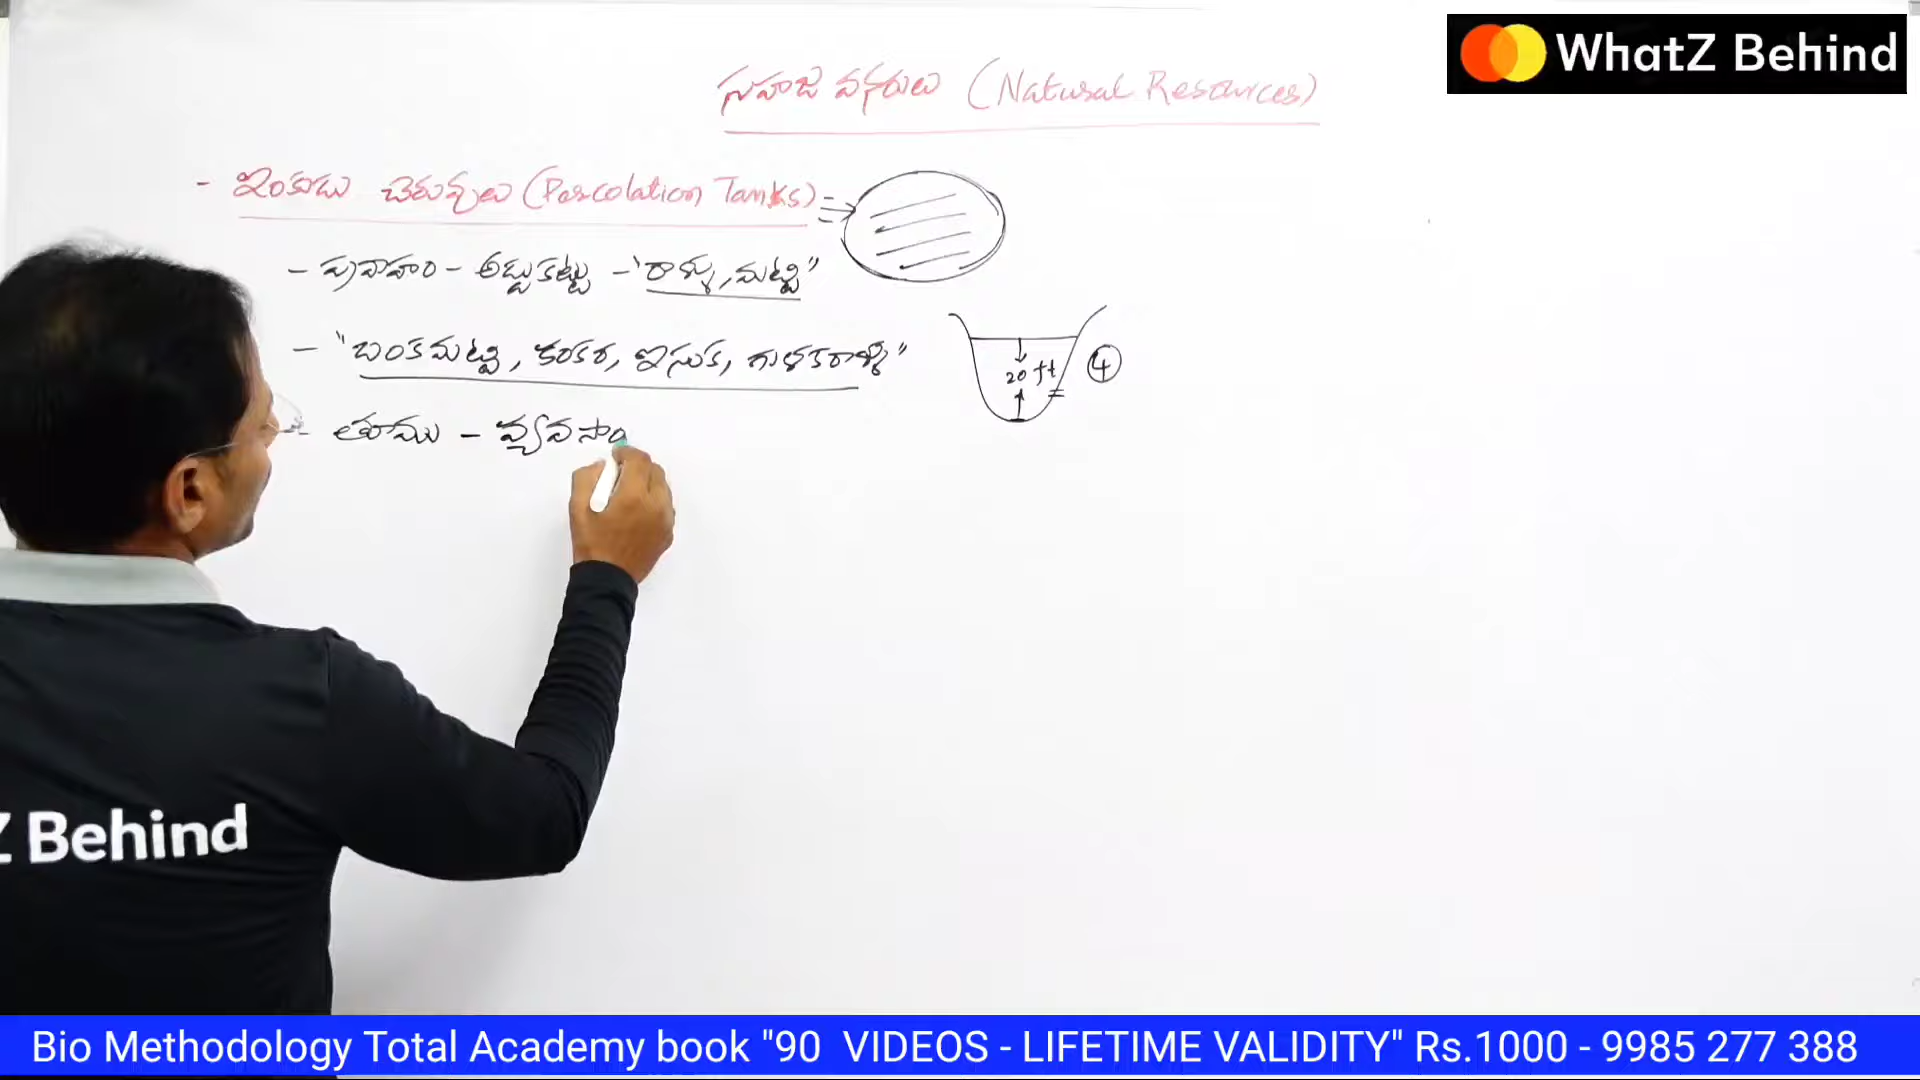 WhatZ Behind
సహజ వనరులు (Natural Resources)
- ఇంకుడు చెరువులు (Percolation Tanks) =>
- ప్రవాహం - అడ్డుకట్టు - "రాళ్ళు, మట్టి"
- "బంకమట్టి, కంకర, ఇసుక, గుళకరాళ్ళు"
20 ft
4
- తూము - వ్యవసా
Z Behind
Bio Methodology Total Academy book "90 VIDEOS - LIFETIME VALIDITY" Rs.1000 - 9985 277 388